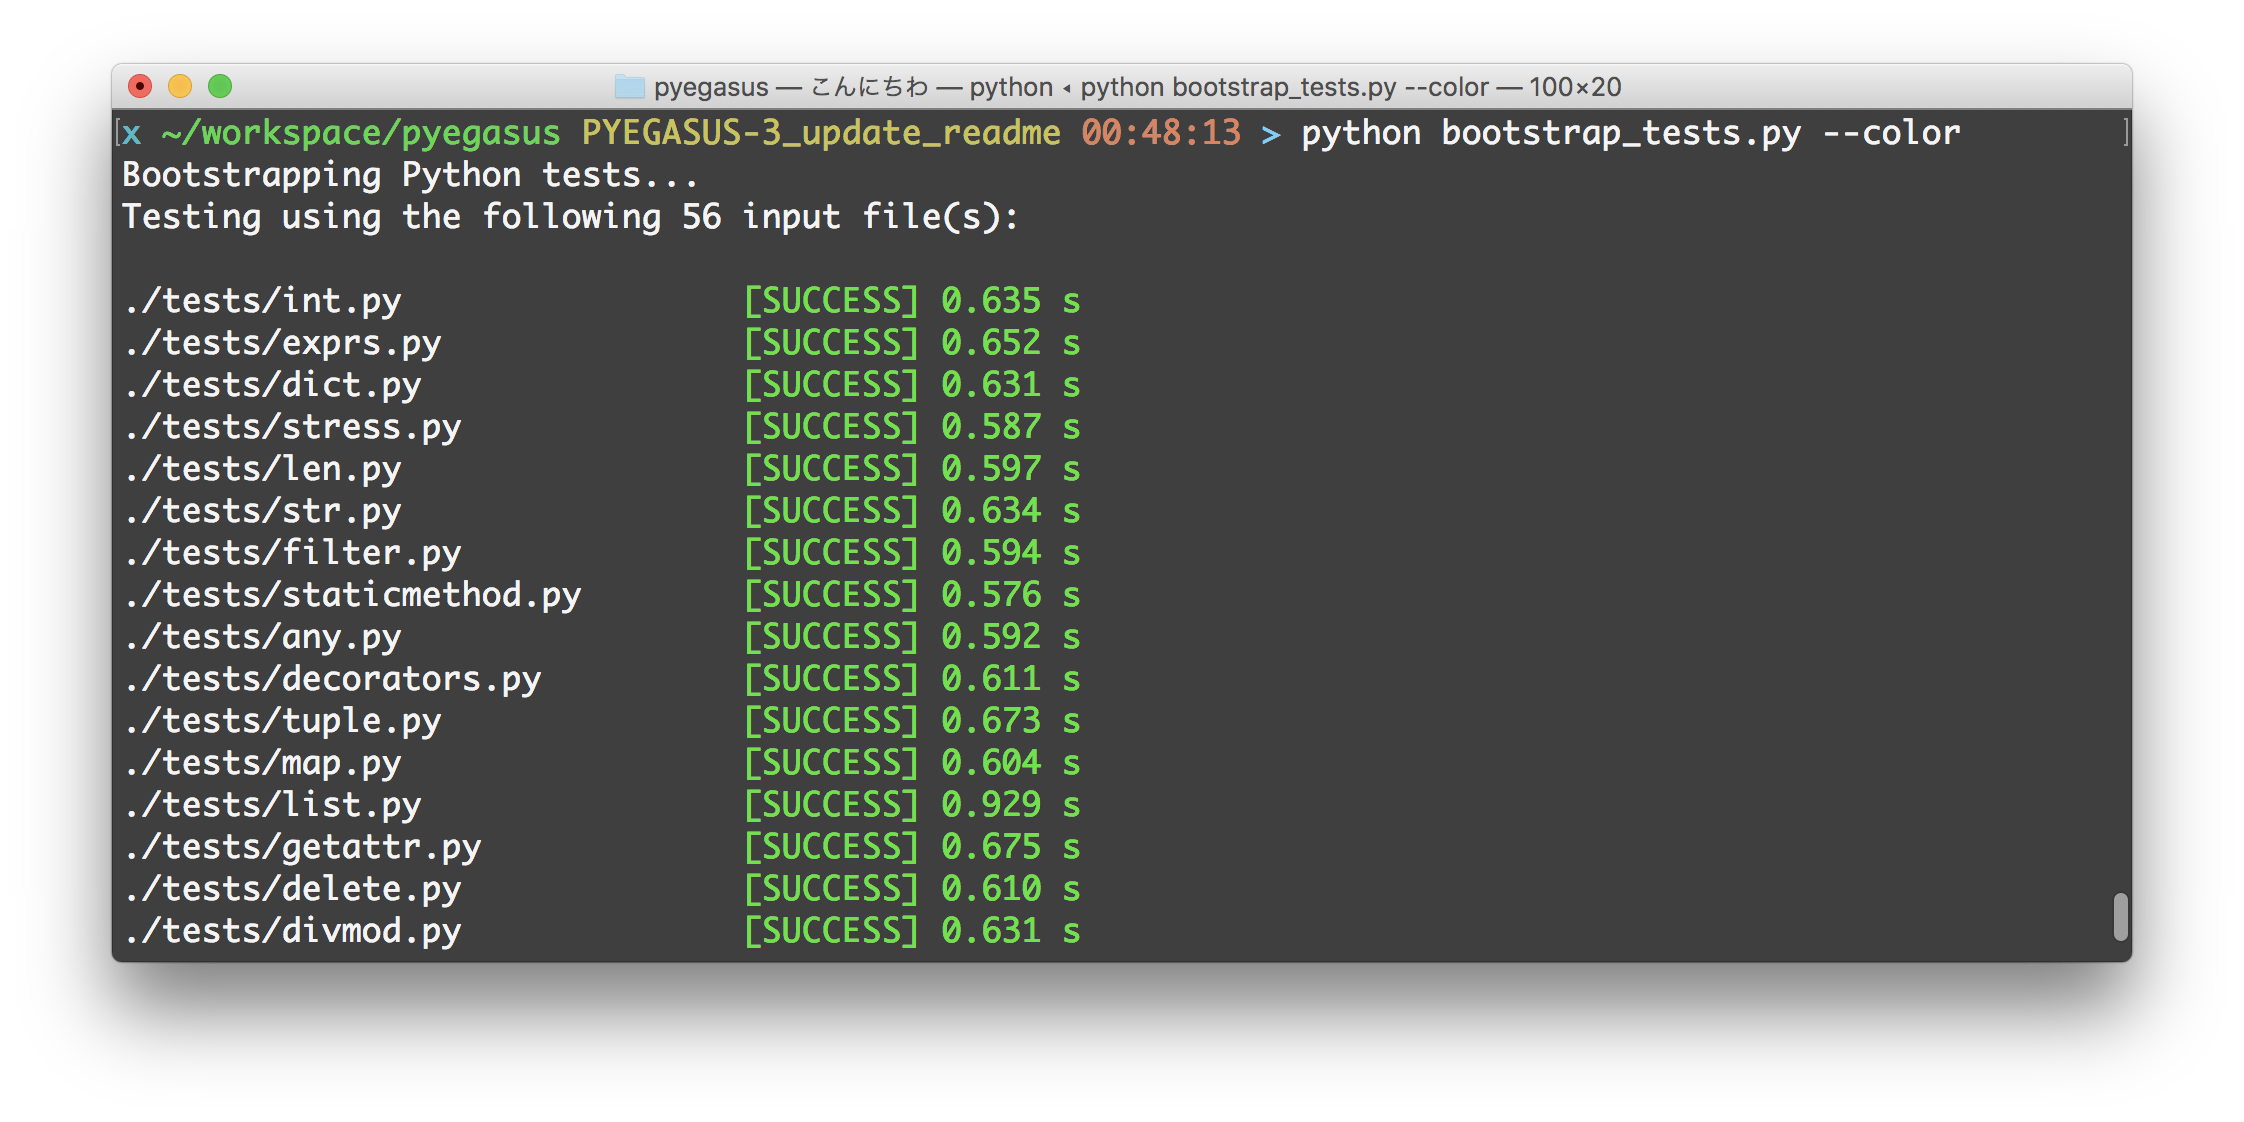 pyegasus — こんにちわ — python ◂ python bootstrap_tests.py --color — 100×20
[x ~/workspace/pyegasus PYEGASUS-3_update_readme 00:48:13 > python bootstrap_tests.py --color ]
Bootstrapping Python tests...
Testing using the following 56 input file(s):
./tests/int.py [SUCCESS] 0.635 s
./tests/exprs.py [SUCCESS] 0.652 s
./tests/dict.py [SUCCESS] 0.631 s
./tests/stress.py [SUCCESS] 0.587 s
./tests/len.py [SUCCESS] 0.597 s
./tests/str.py [SUCCESS] 0.634 s
./tests/filter.py [SUCCESS] 0.594 s
./tests/staticmethod.py [SUCCESS] 0.576 s
./tests/any.py [SUCCESS] 0.592 s
./tests/decorators.py [SUCCESS] 0.611 s
./tests/tuple.py [SUCCESS] 0.673 s
./tests/map.py [SUCCESS] 0.604 s
./tests/list.py [SUCCESS] 0.929 s
./tests/getattr.py [SUCCESS] 0.675 s
./tests/delete.py [SUCCESS] 0.610 s
./tests/divmod.py [SUCCESS] 0.631 s